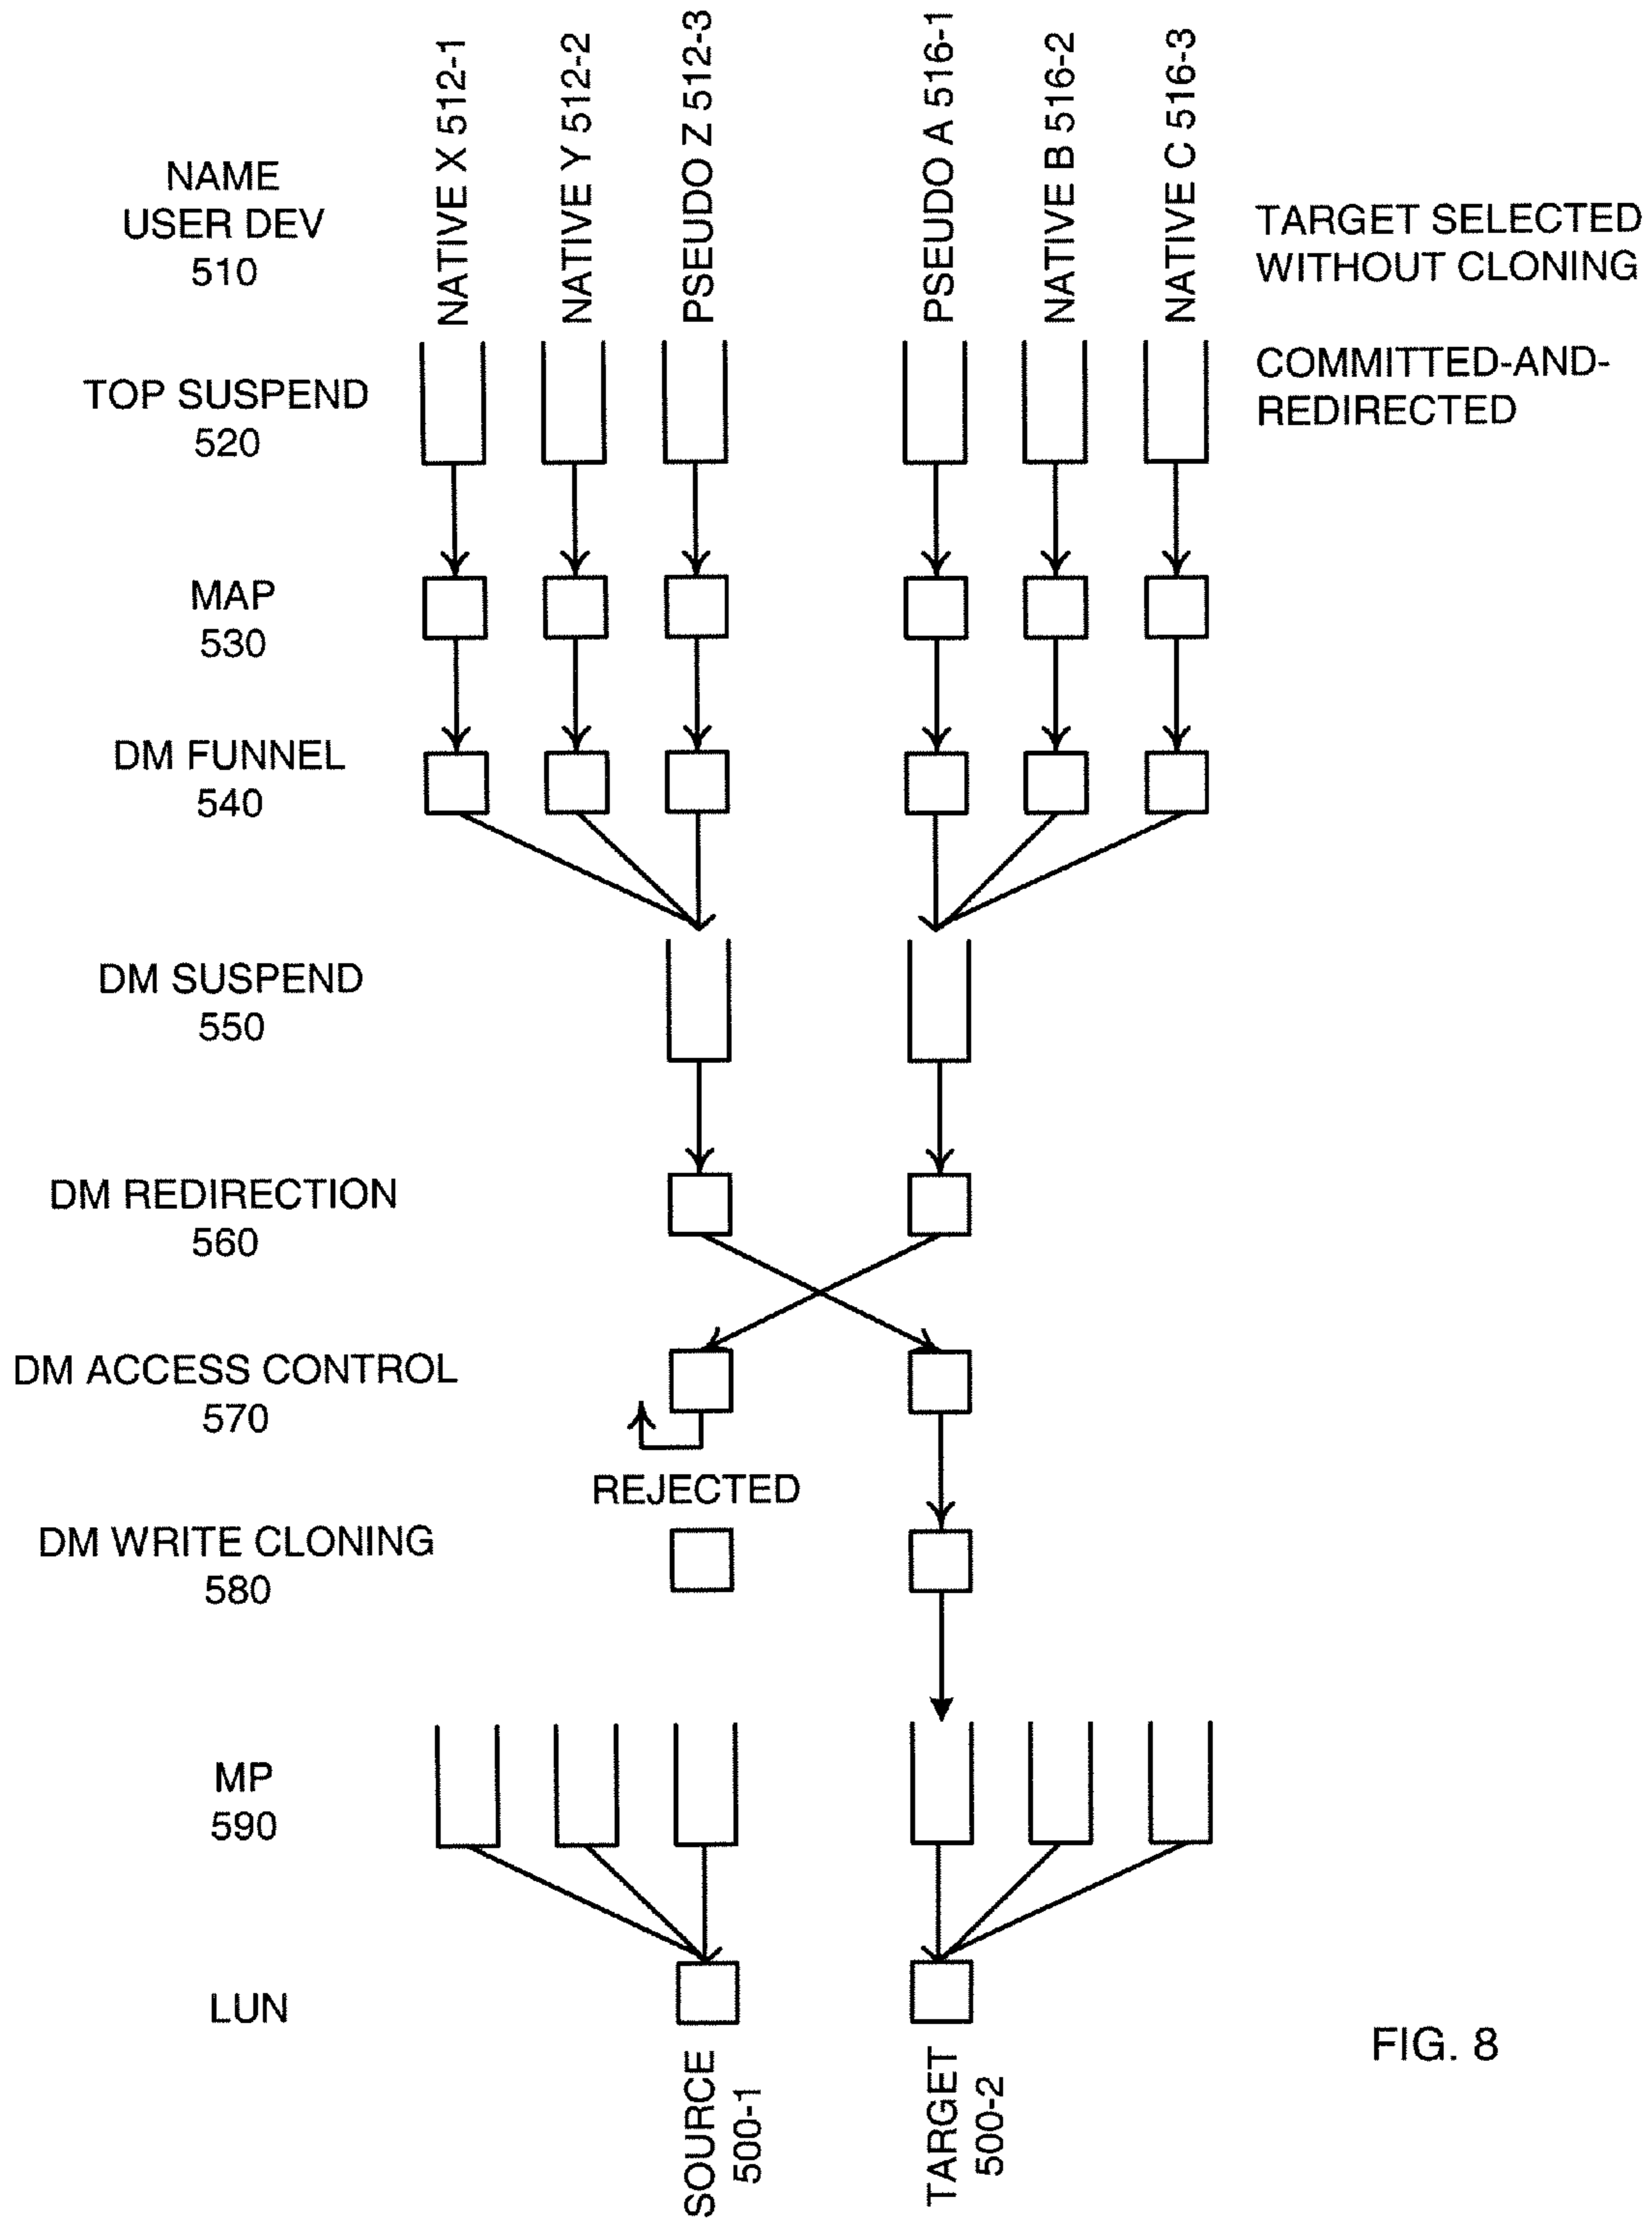 NAME
USER DEV
510
NATIVE X 512-1
NATIVE Y 512-2
PSEUDO Z 512-3
PSEUDO A 516-1
NATIVE B 516-2
NATIVE C 516-3
TARGET SELECTED
WITHOUT CLONING
COMMITTED-AND-
REDIRECTED
TOP SUSPEND
520
MAP
530
DM FUNNEL
540
DM SUSPEND
550
DM REDIRECTION
560
DM ACCESS CONTROL
570
REJECTED
DM WRITE CLONING
580
MP
590
LUN
SOURCE
500-1
TARGET
500-2
FIG. 8